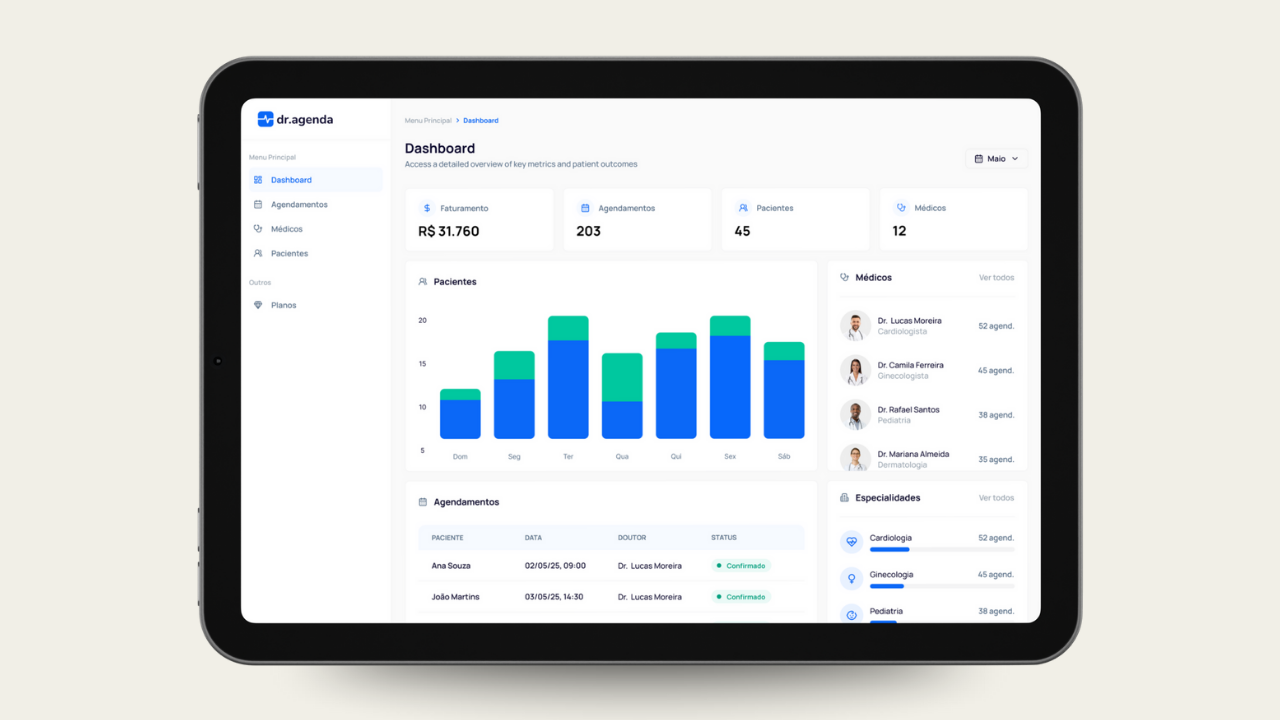 dr.agenda
Menu Principal
Dashboard
Agendamentos
Médicos
Pacientes
Outros
Planos
Menu Principal > Dashboard
Dashboard
Access a detailed overview of key metrics and patient outcomes
Maio
Faturamento
R$ 31.760
Agendamentos
203
Pacientes
45
Médicos
12
Pacientes
20
15
10
5
Dom Seg Ter Qua Qui Sex Sáb
Médicos Ver todos
Dr. Lucas Moreira
Cardiologista
52 agend.
Dr. Camila Ferreira
Ginecologista
45 agend.
Dr. Rafael Santos
Pediatria
38 agend.
Dr. Mariana Almeida
Dermatologia
35 agend.
Agendamentos
PACIENTE DATA DOUTOR STATUS
Ana Souza 02/05/25, 09:00 Dr. Lucas Moreira Confirmado
João Martins 03/05/25, 14:30 Dr. Lucas Moreira Confirmado
Especialidades Ver todos
Cardiologia 52 agend.
Ginecologia 45 agend.
Pediatria 38 agend.